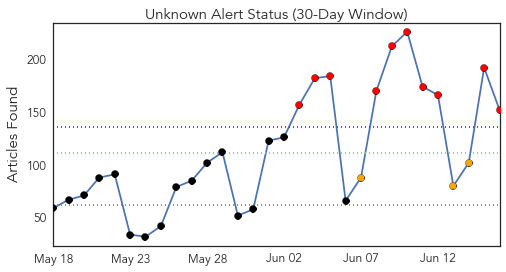 Unknown Alert Status (30-Day Window)
Articles Found
200
150
100
50
May 18 May 23 May 28 Jun 02 Jun 07 Jun 12